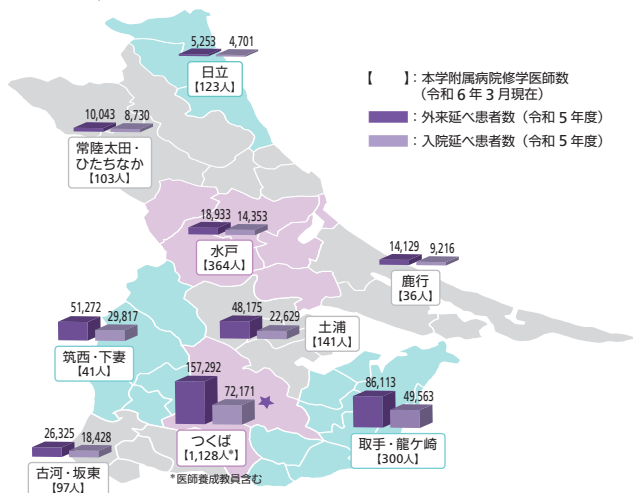 5,253 4,701
日立
【123人】
【 】：本学附属病院修学医師数
（令和6年3月現在）
：外来延べ患者数（令和5年度）
：入院延べ患者数（令和5年度）
10,043 8,730
常陸太田・
ひたちなか
【103人】
18,933 14,353
水戸
【364人】
14,129 9,216
鹿行
【36人】
51,272 29,817
筑西・下妻
【41人】
48,175 22,629
土浦
【141人】
157,292 72,171
つくば
【1,128人*】
*医師養成教員含む
86,113 49,563
取手・龍ケ崎
【300人】
26,325 18,428
古河・坂東
【97人】